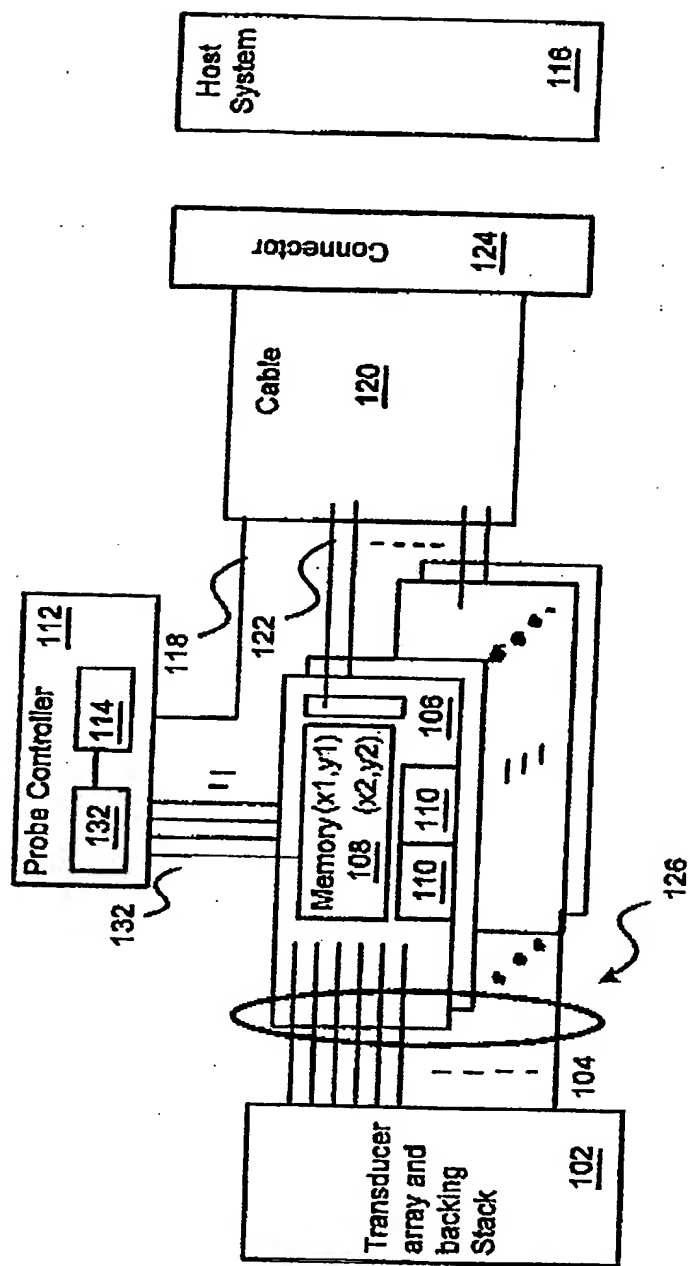 Transducer
array and
backing
Stack
102
104
126
132
Probe Controller
112
132
114
118
122
Memory (x1,y1)
108
(x2,y2).
106
110
110
Cable
120
Connector
124
Host
System
116